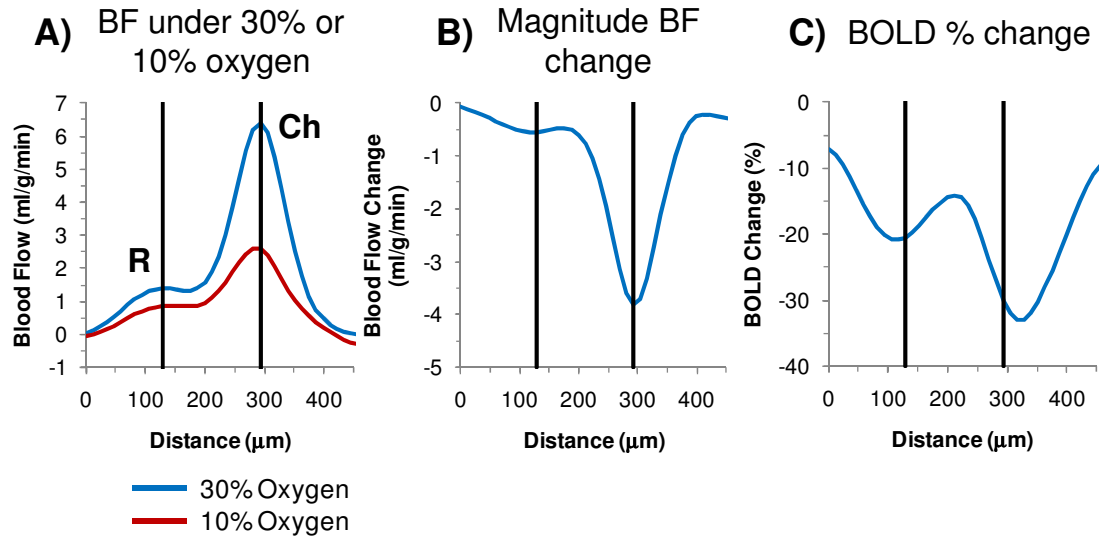 A) BF under 30% or
10% oxygen
B) Magnitude BF
change
C) BOLD % change
Blood Flow (ml/g/min)
7
6
5
4
3
2
1
0
-1
R
Ch
0 100 200 300 400
Distance (μm)
Blood Flow Change
(ml/g/min)
0
-1
-2
-3
-4
-5
0 100 200 300 400
Distance (μm)
BOLD Change (%)
0
-10
-20
-30
-40
0 100 200 300 400
Distance (μm)
30% Oxygen
10% Oxygen